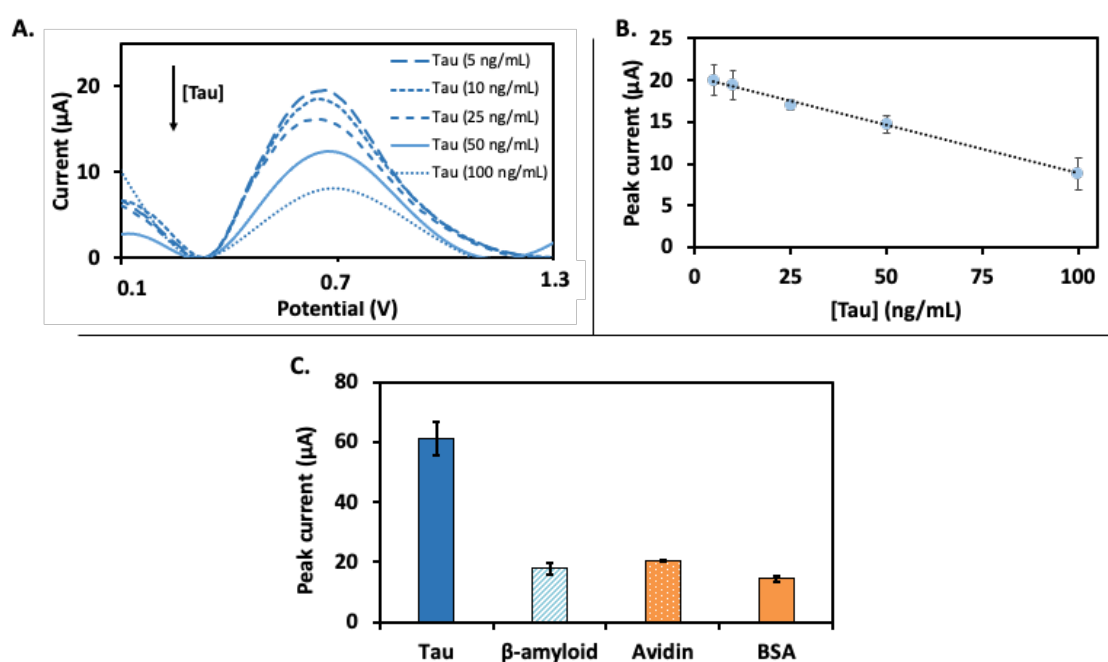 A.
Current (µA)
20
10
0
[Tau]
Tau (5 ng/mL)
Tau (10 ng/mL)
Tau (25 ng/mL)
Tau (50 ng/mL)
Tau (100 ng/mL)
0.1 0.7 1.3
Potential (V)
B.
Peak current (µA)
25
20
15
10
5
0
0 25 50 75 100
[Tau] (ng/mL)
C.
Peak current (µA)
80
60
40
20
0
Tau β-amyloid Avidin BSA